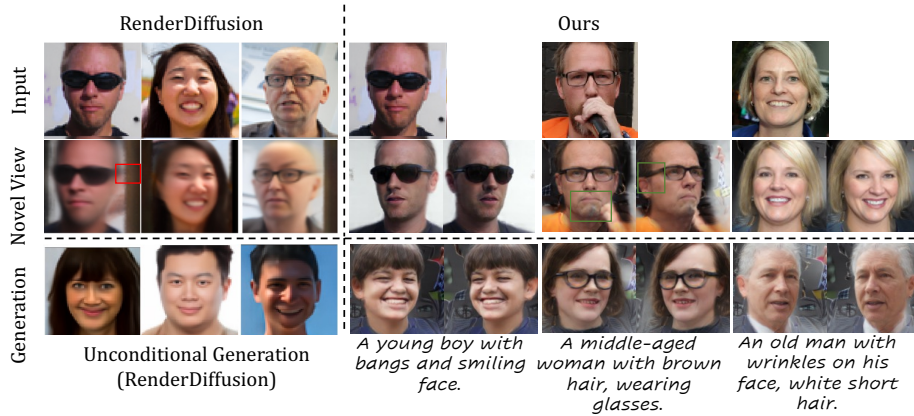 RenderDiffusion
Ours
Input
Novel View
Generation
Unconditional Generation
(RenderDiffusion)
A young boy with
bangs and smiling
face.
A middle-aged
woman with brown
hair, wearing
glasses.
An old man with
wrinkles on his
face, white short
hair.